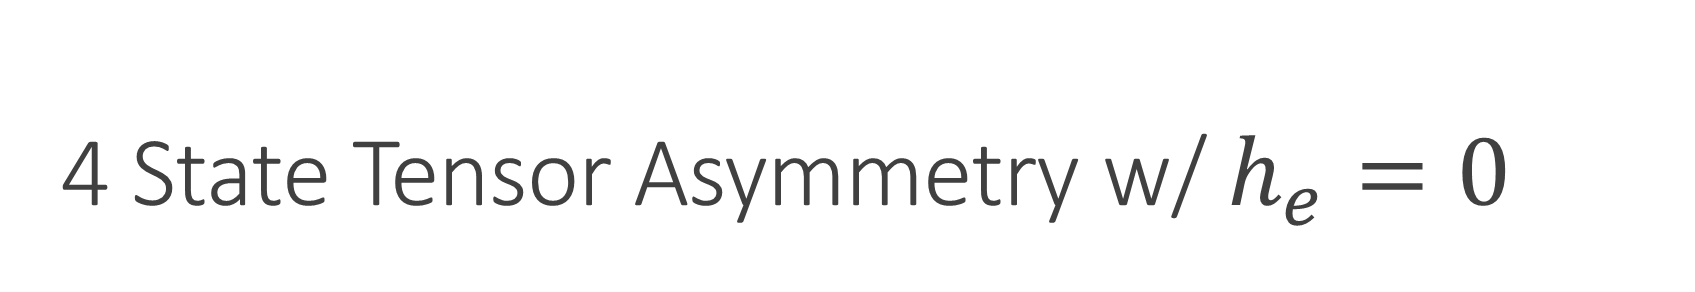 4 State Tensor Asymmetry w/ $h_e = 0$